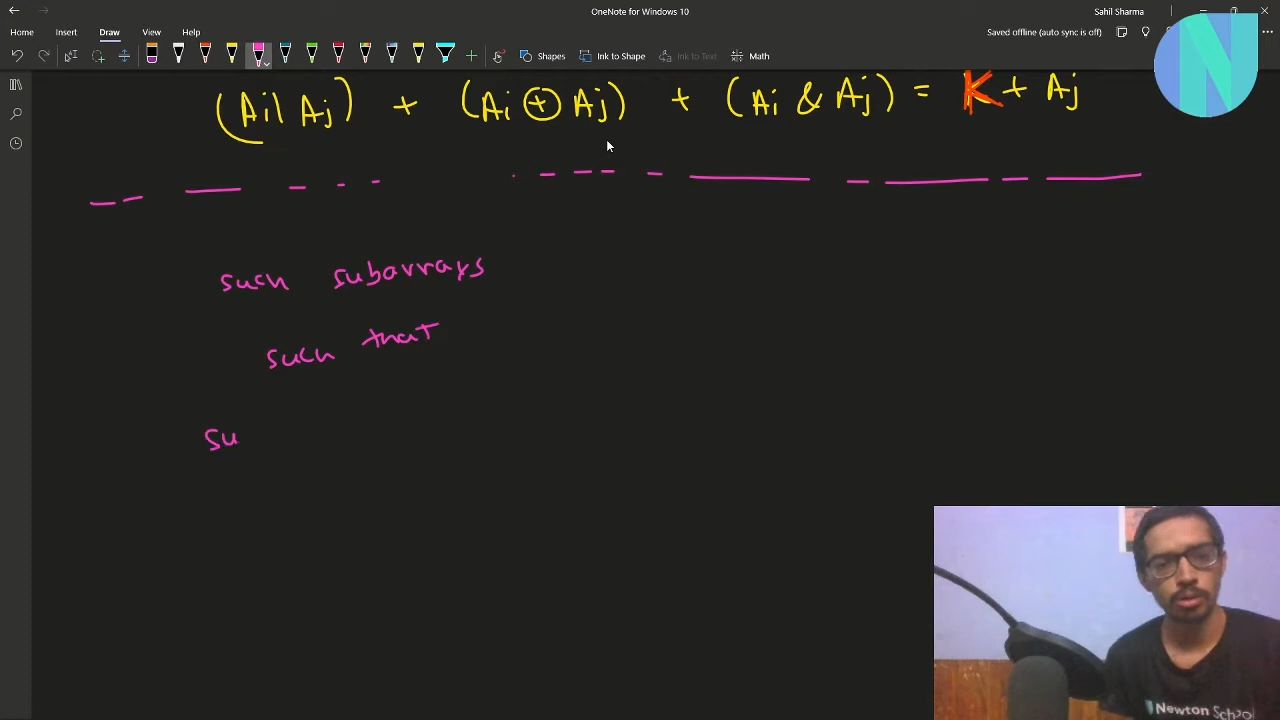 OneNote for Windows 10
Sahil Sharma
Home Insert Draw View Help
Saved offline (auto sync is off)
Shapes Ink to Shape Ink to Text Math
(Ai | Aj) + (Ai ⊕ Aj) + (Ai & Aj) = K + Aj
such subarrays
such that
su
Newton School